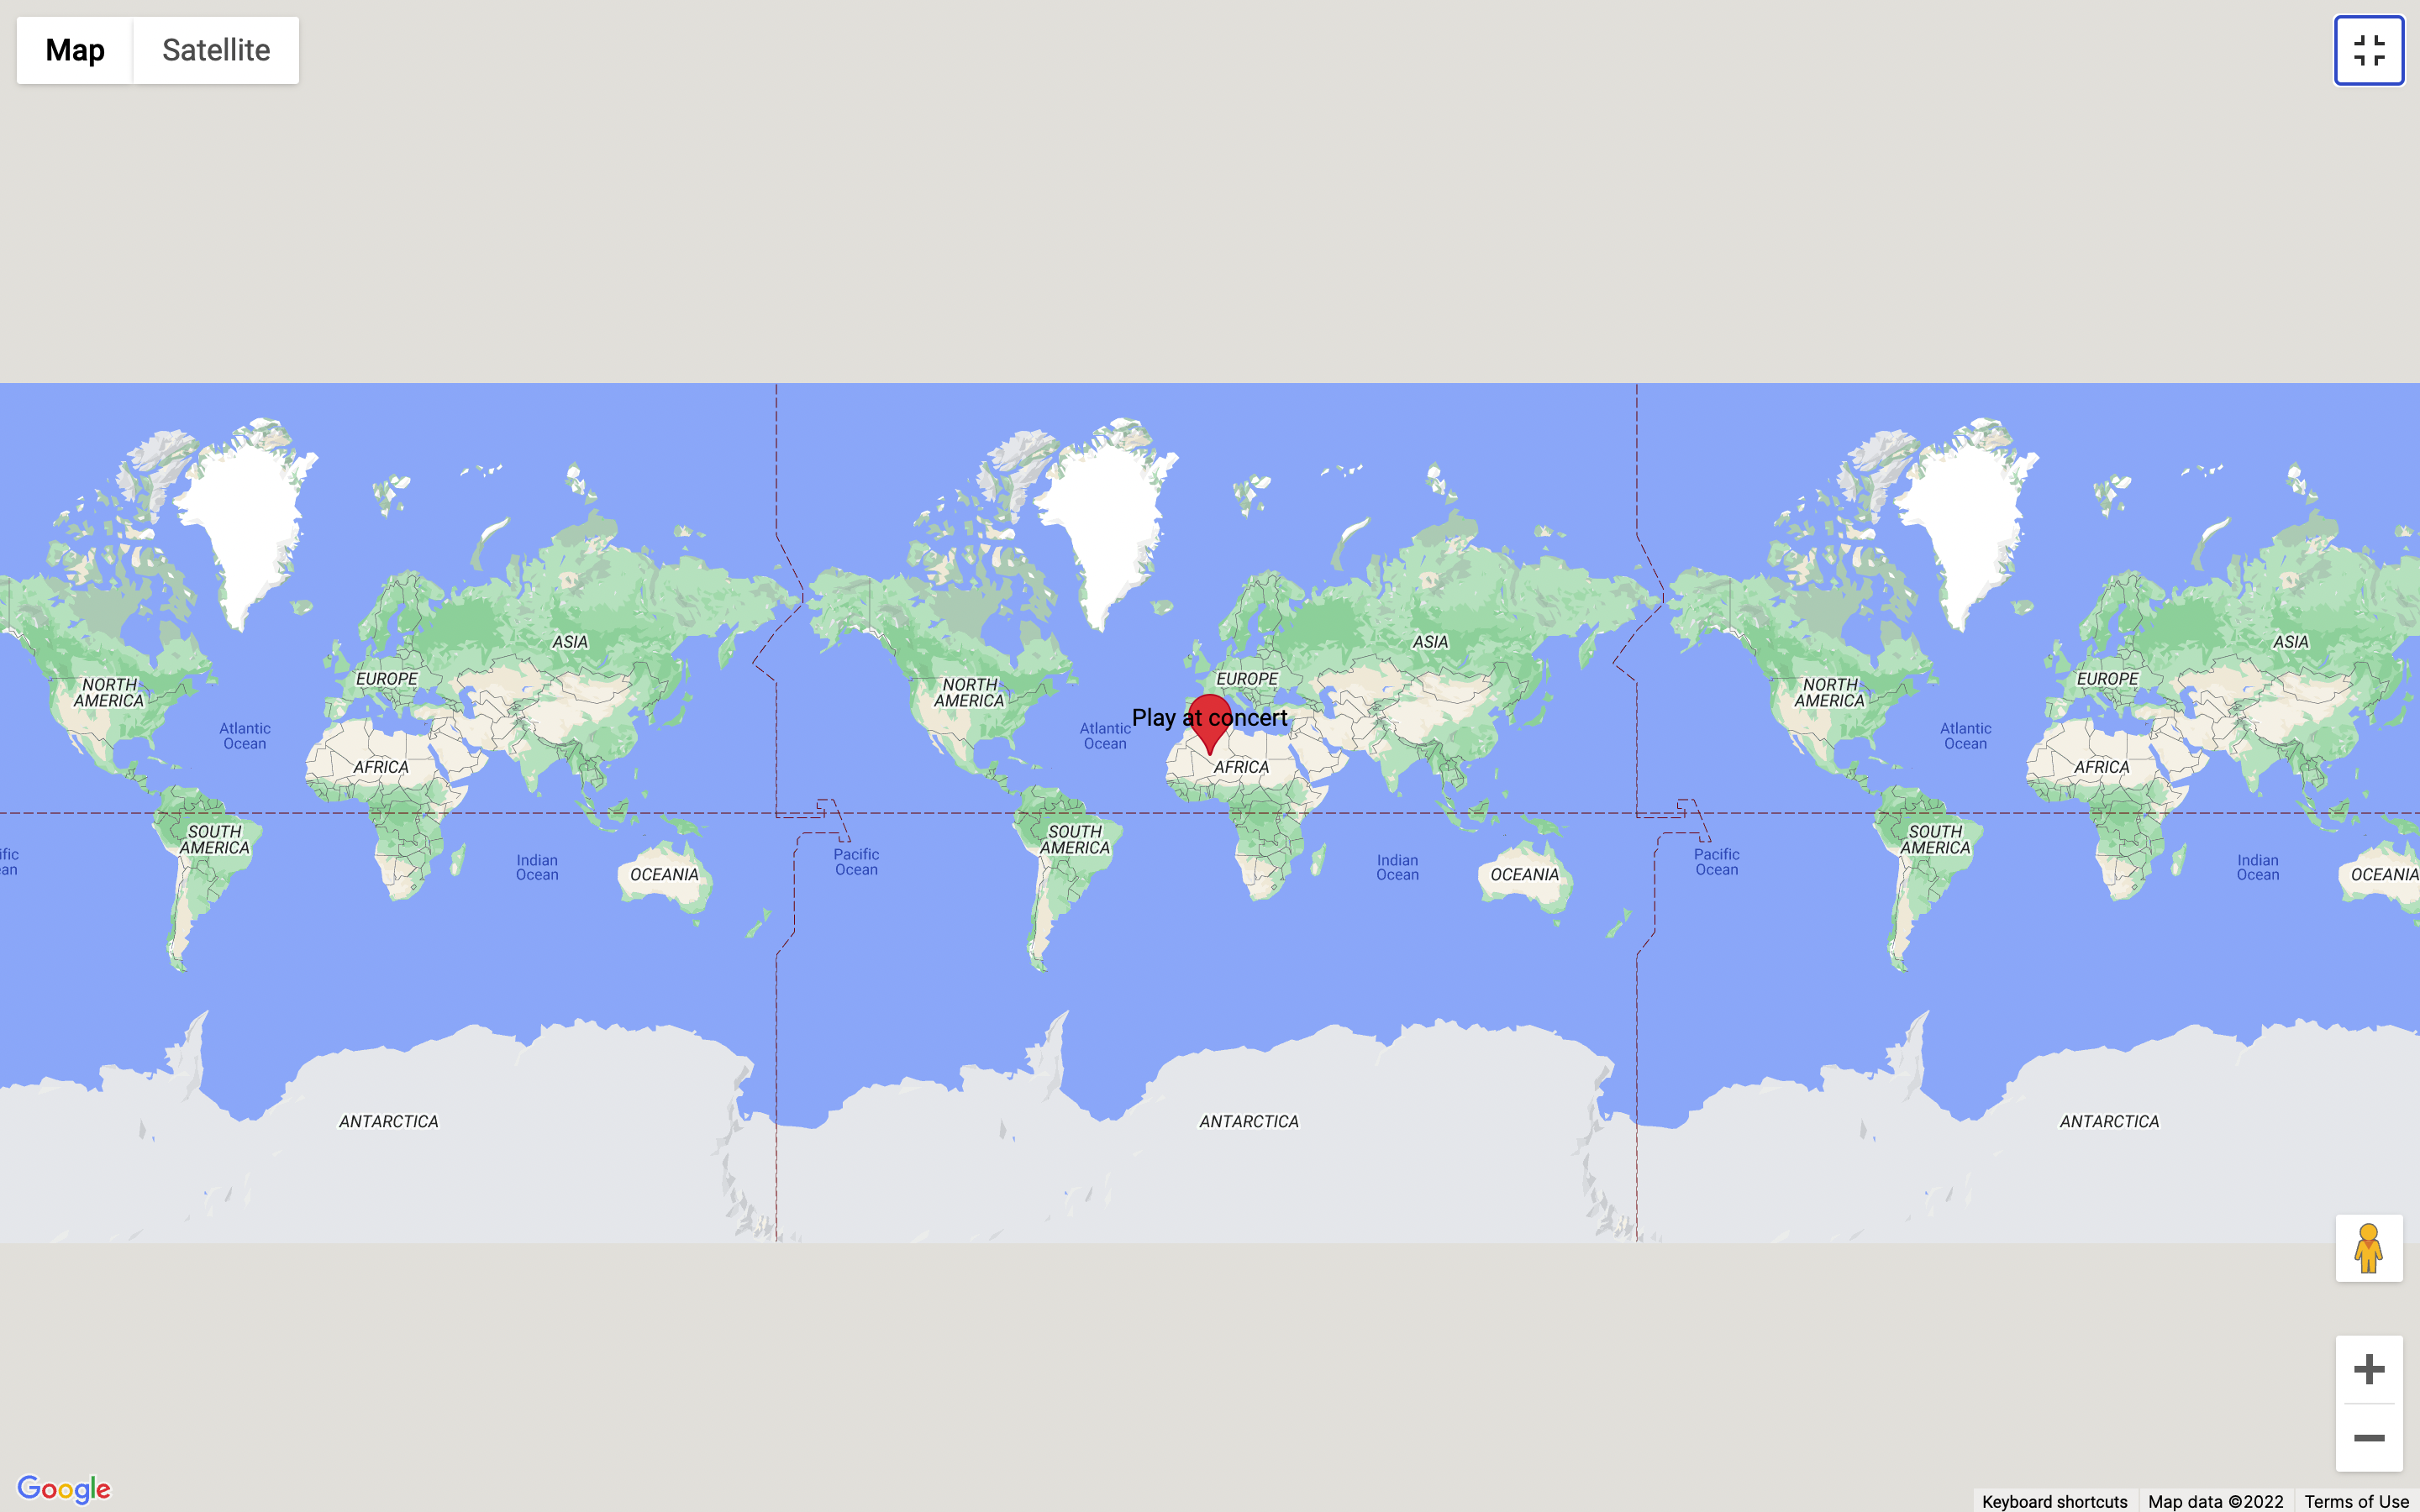 Map
Satellite
ASIA
ASIA
ASIA
EUROPE
EUROPE
EUROPE
NORTH
AMERICA
NORTH
AMERICA
NORTH
AMERICA
Play at concert
Atlantic
Ocean
Atlantic
Ocean
Atlantic
Ocean
AFRICA
AFRICA
AFRICA
SOUTH
AMERICA
SOUTH
AMERICA
SOUTH
AMERICA
ific
an
Indian
Ocean
Pacific
Ocean
Indian
Ocean
Pacific
Ocean
Indian
Ocean
OCEANIA
OCEANIA
OCEANIA
ANTARCTICA
ANTARCTICA
ANTARCTICA
Google
Keyboard shortcuts
Map data ©2022
Terms of Use